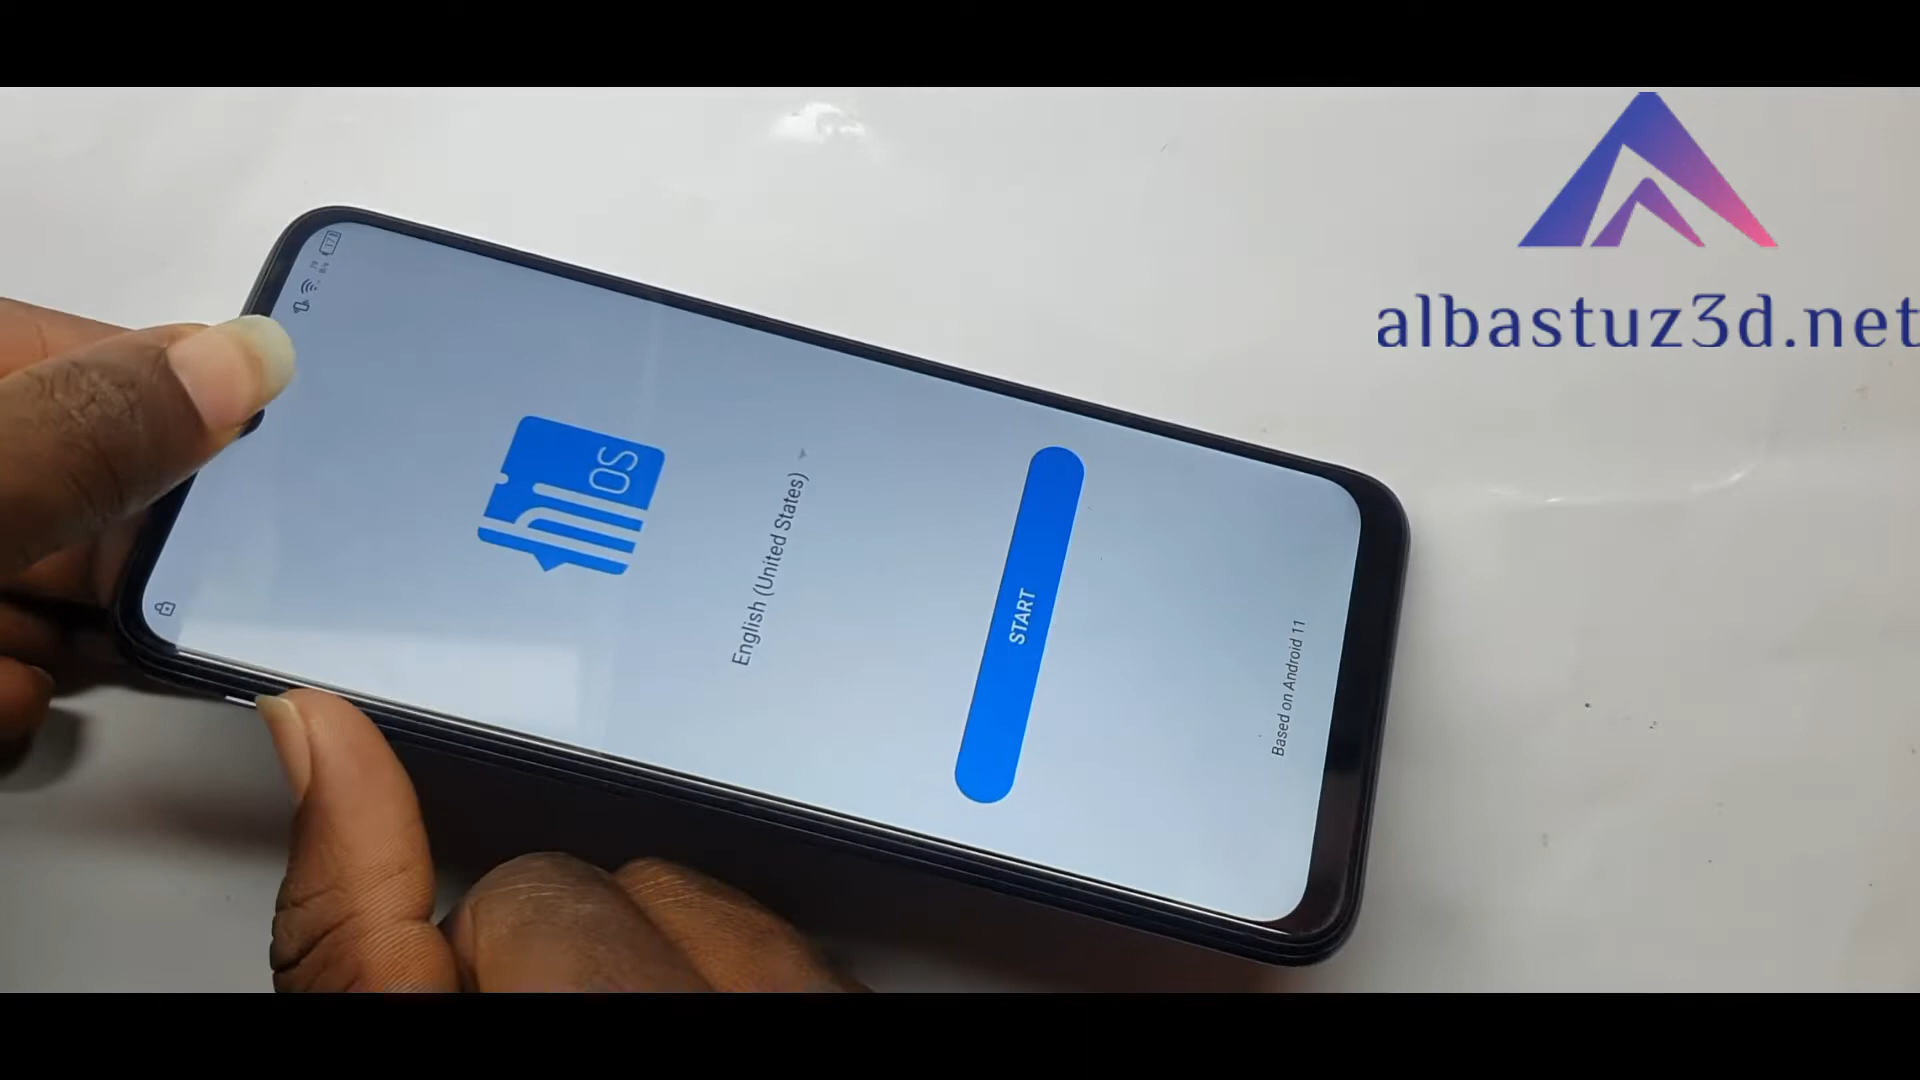 albastuz3d.net
OS
English (United States)
START
Based on Android 11